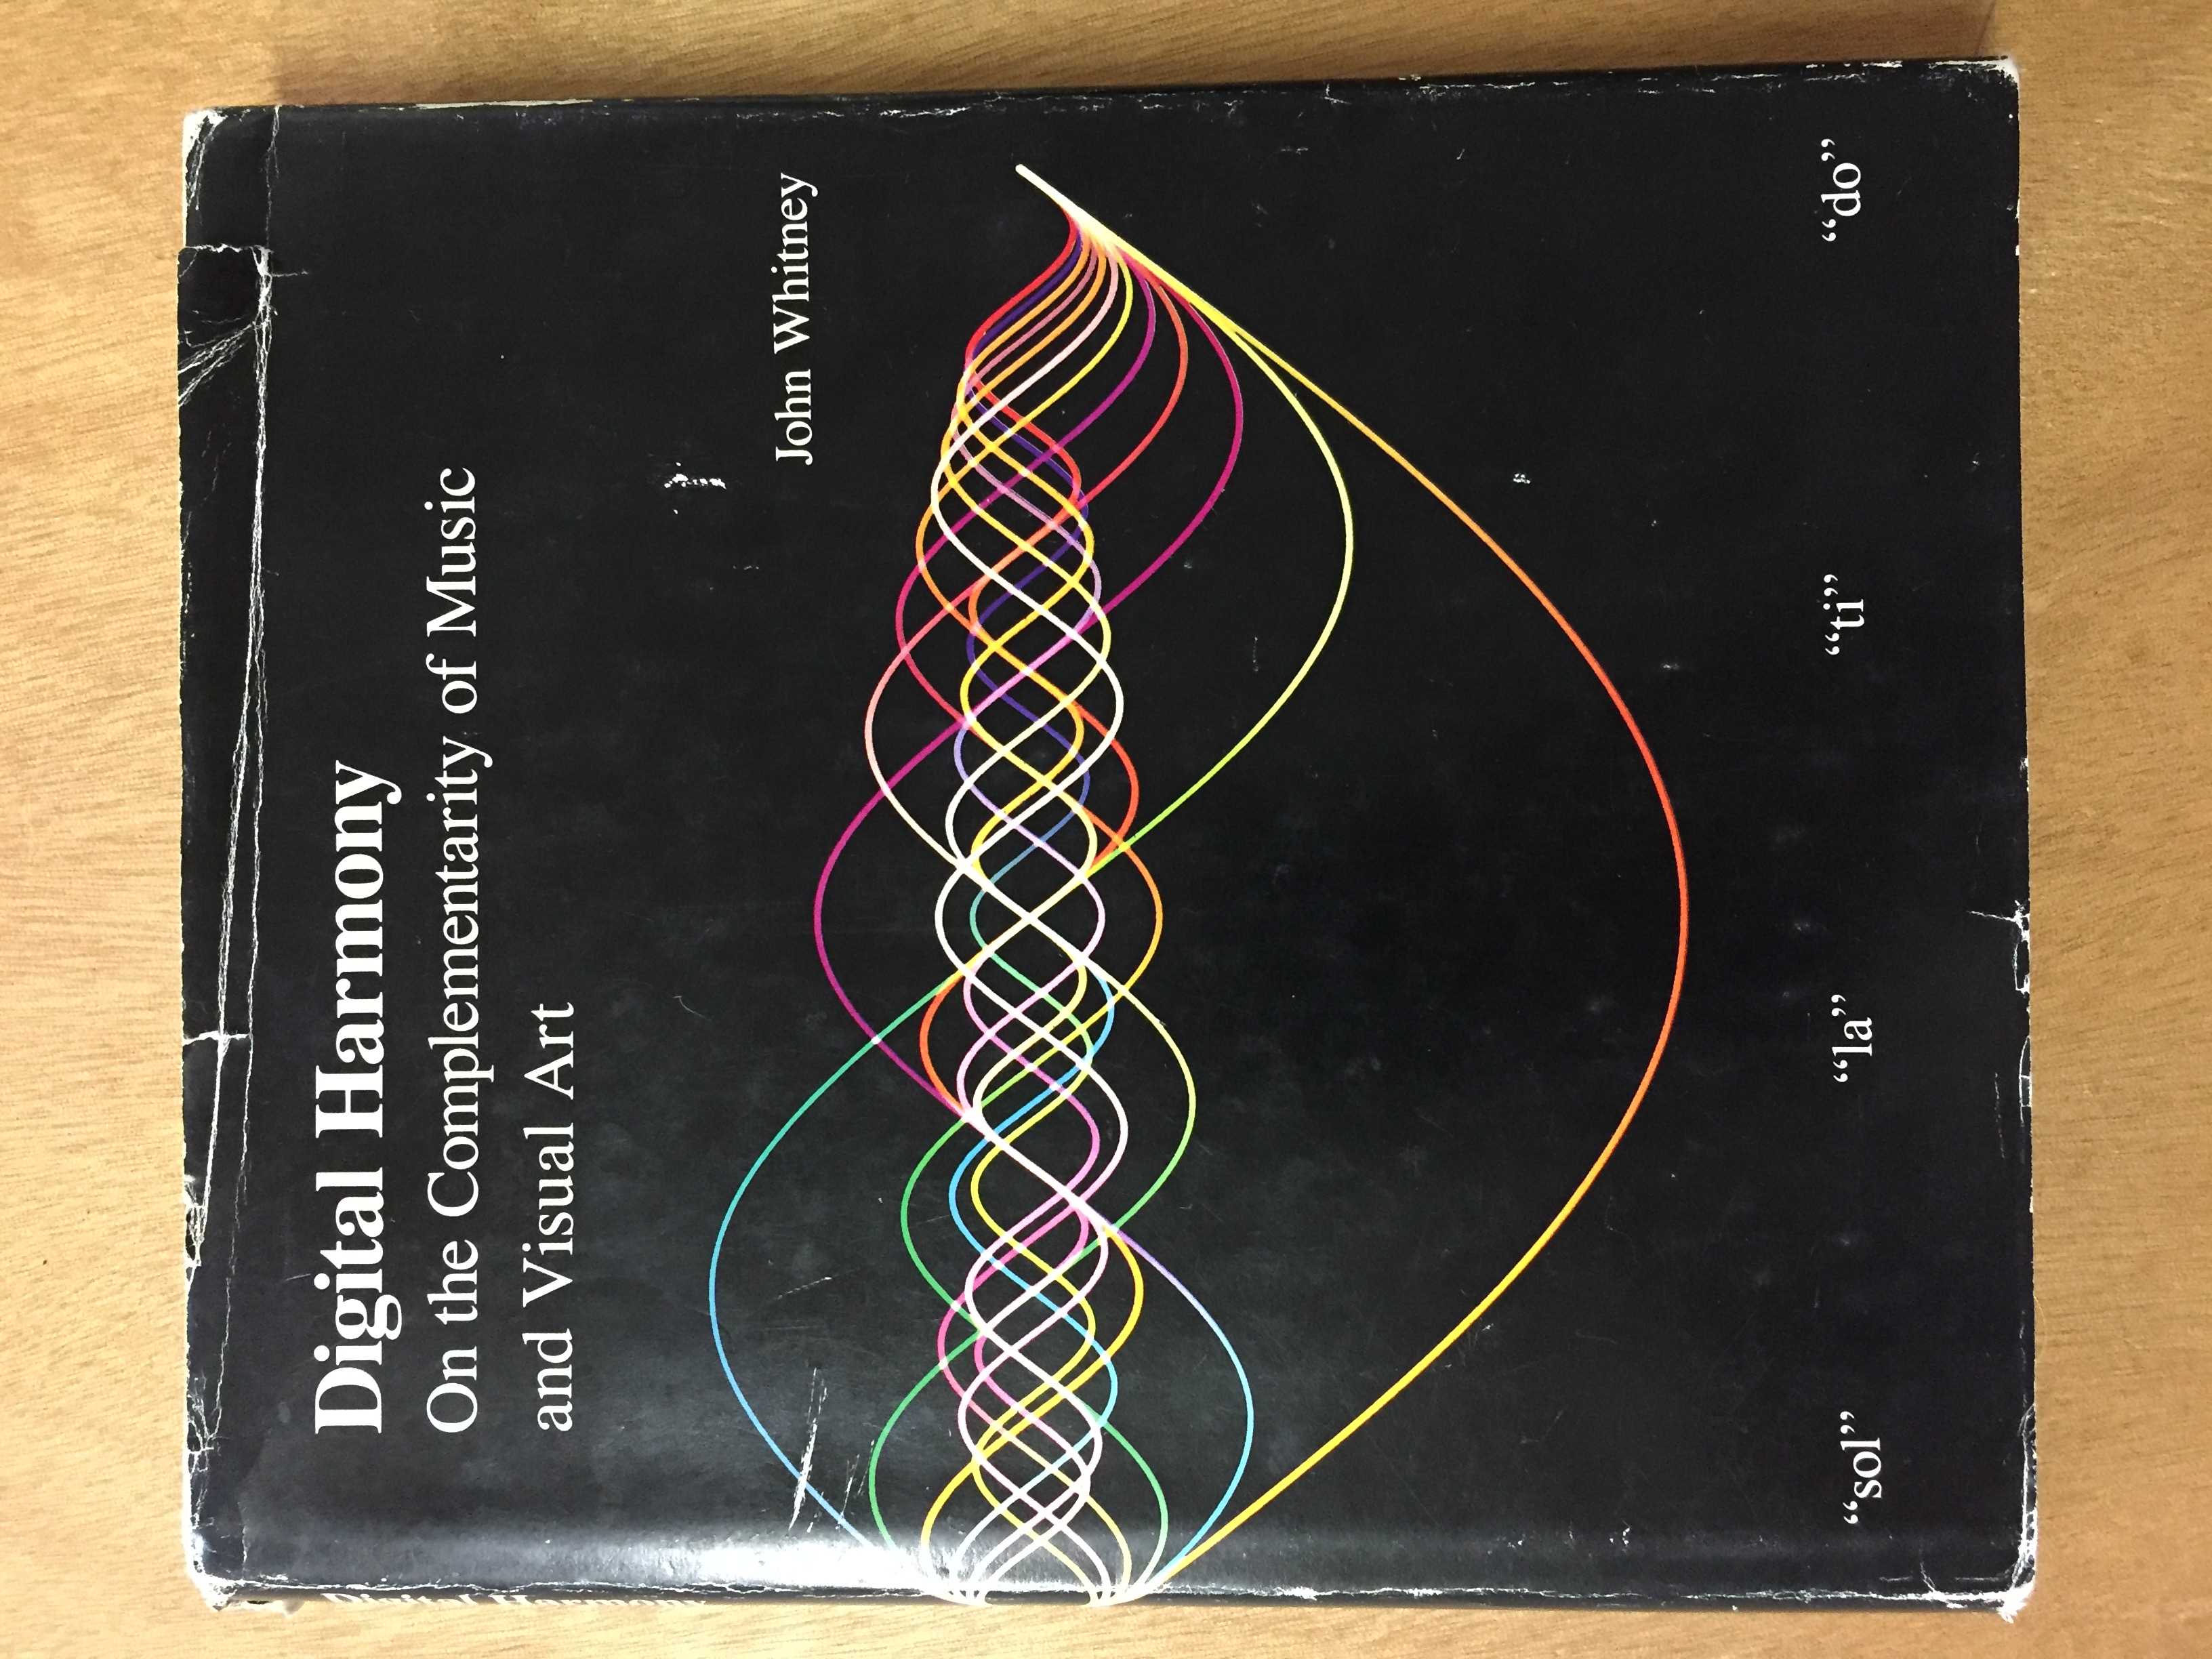 Digital Harmony
On the Complementarity of Music
and Visual Art
John Whitney
“sol” “la” “ti” “do”